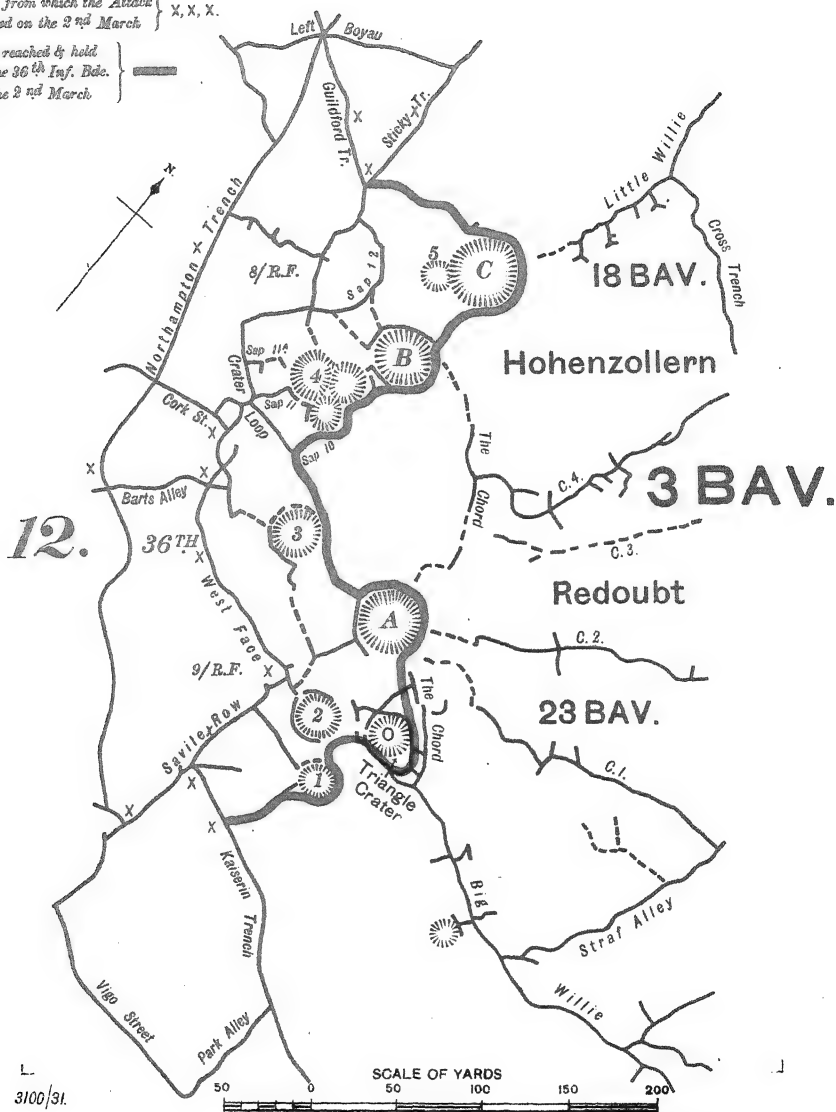 from which the Attack
ed on the 2nd March } X, X, X.
reached & held
e 36th Inf. Bde.
e 2nd March
Left Boyau
Guildford Tr.
Sticky Tr.
N.
Northampton Trench
8/R.F.
Sap 12
5
C
Little Willie
Cross Trench
18 BAV.
Hohenzollern
B
Sap 11A
4
Crater Loop
Sap 11
Cork St.
Sap 10
Barts Alley
The Chord
C.4.
3 BAV.
C.3.
12.
36TH
3
West Face
A
Redoubt
C.2.
9/R.F.
2
The Chord
23 BAV.
Savile Row
O
Triangle Crater
1
C.1.
Kaiserin Trench
Big Willie
Straf Alley
Vigo Street
Park Alley
SCALE OF YARDS
50 0 50 100 150 200
3100/31.
X
X
X
X
X
X
X
X
X
X
X
X